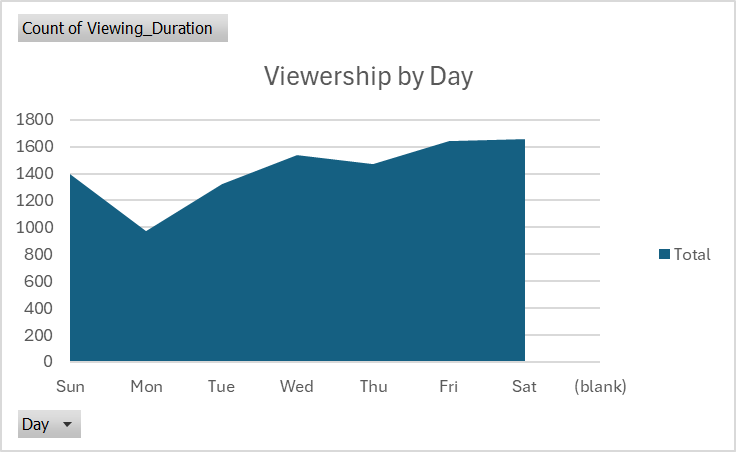 Count of Viewing_Duration
Viewership by Day
1800
1600
1400
1200
1000
800
600
400
200
0
Sun Mon Tue Wed Thu Fri Sat (blank)
Total
Day